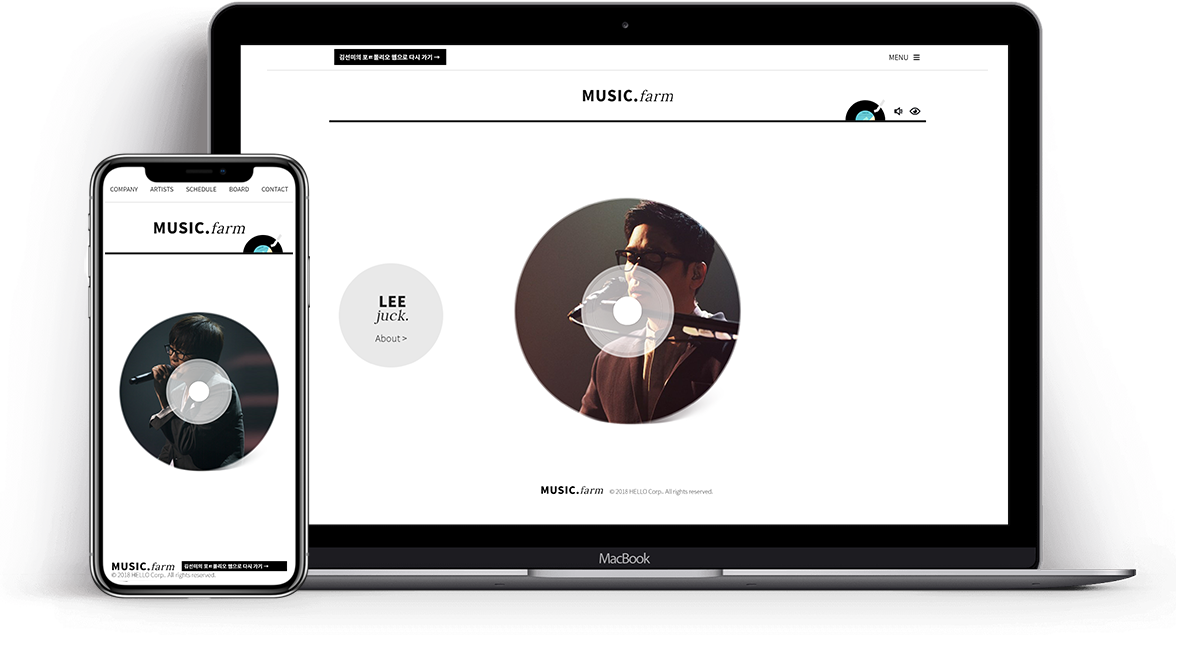 김선미의 포트폴리오 웹으로 다시 가기 →
MENU
MUSIC.farm
LEE
juck.
About >
MUSIC.farm © 2018 HELLO Corp,. All rights reserved.
MacBook
COMPANY ARTISTS SCHEDULE BOARD CONTACT
MUSIC.farm
MUSIC.farm 김선미의 포트폴리오 웹으로 다시 가기 →
© 2018 HELLO Corp,. All rights reserved.